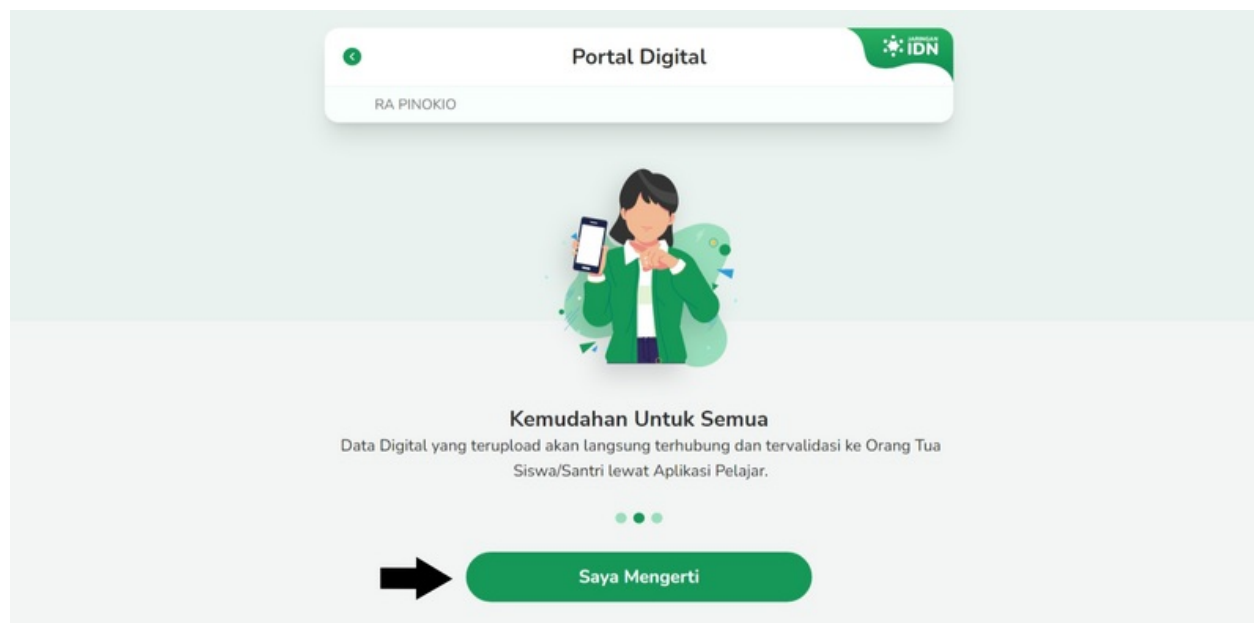 Portal Digital
JARINGAN
IDN
RA PINOKIO
Kemudahan Untuk Semua
Data Digital yang terupload akan langsung terhubung dan tervalidasi ke Orang Tua
Siswa/Santri lewat Aplikasi Pelajar.
Saya Mengerti